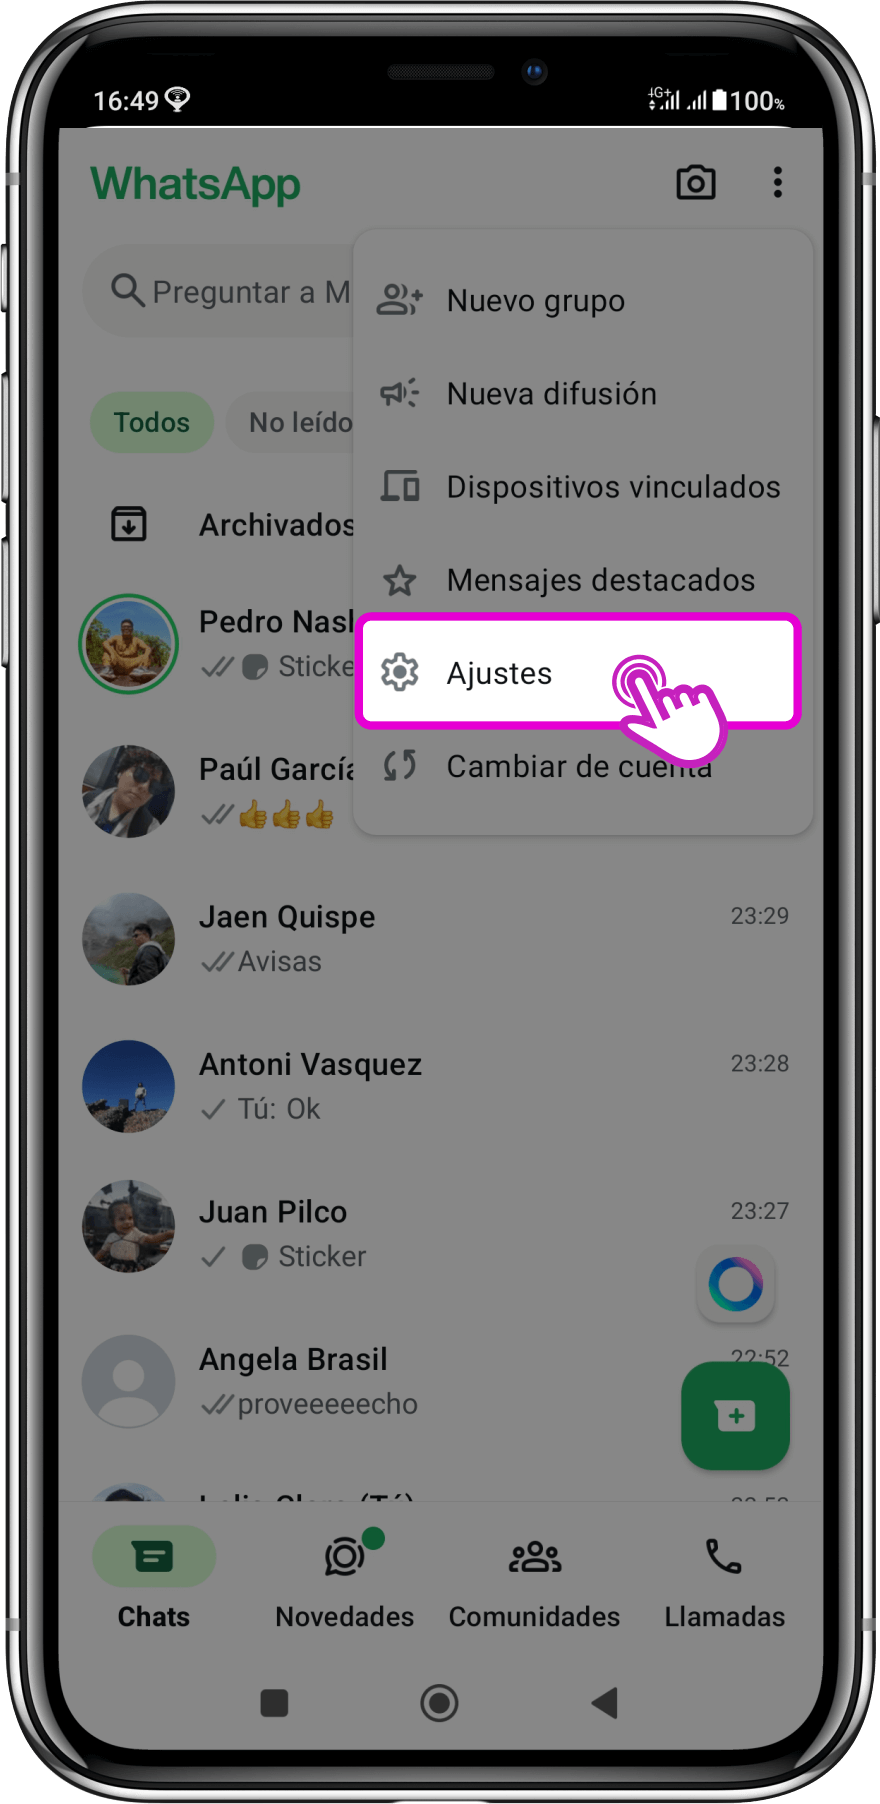 16:49 4G+ 100%
WhatsApp
Preguntar a M
Nuevo grupo
Nueva difusión
Dispositivos vinculados
Mensajes destacados
Ajustes
Cambiar de cuenta
Todos No leído
Archivados
Pedro Nasl
Sticke
Paúl García
Jaen Quispe 23:29
Avisas
Antoni Vasquez 23:28
Tú: Ok
Juan Pilco 23:27
Sticker
Angela Brasil 22:52
proveeeeecho
Chats Novedades Comunidades Llamadas